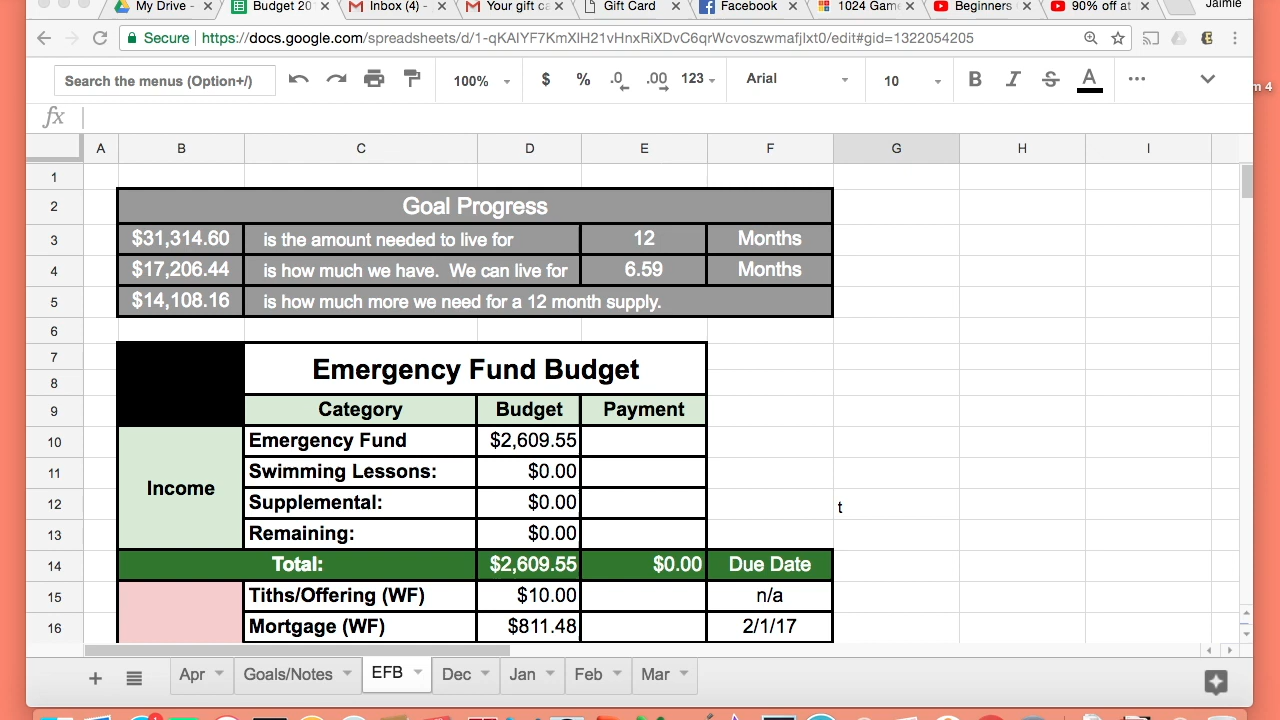 My Drive - × Budget 20 × Inbox (4) - × Your gift ca × Gift Card × Facebook × 1024 Gam × Beginners × 90% off at × Jaimie
Secure https://docs.google.com/spreadsheets/d/1-qKAlYF7KmXIH21vHnxRiXDvC6qrWcvoszwmafjlxt0/edit#gid=1322054205
Search the menus (Option+/) 100% $ % .0 .00 123 Arial 10 B I S A ...
n 4
fx
A B C D E F G H I
1
2 Goal Progress
3 $31,314.60 is the amount needed to live for 12 Months
4 $17,206.44 is how much we have. We can live for 6.59 Months
5 $14,108.16 is how much more we need for a 12 month supply.
6
7 Emergency Fund Budget
8
9 Category Budget Payment
10 Emergency Fund $2,609.55
11 Swimming Lessons: $0.00
Income
12 Supplemental: $0.00 t
13 Remaining: $0.00
14 Total: $2,609.55 $0.00 Due Date
15 Tiths/Offering (WF) $10.00 n/a
16 Mortgage (WF) $811.48 2/1/17
+ Apr Goals/Notes EFB Dec Jan Feb Mar